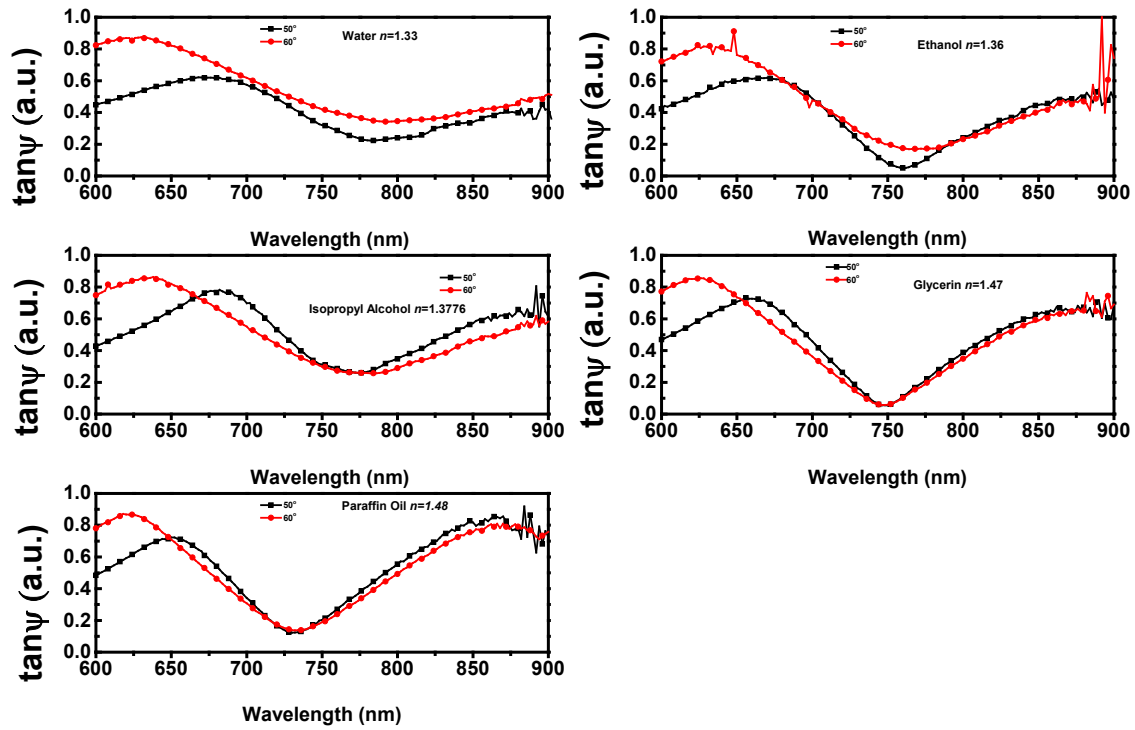 1.0
0.8
0.6
0.4
0.2
0.0
tanψ (a.u.)
50°
60°
Water n=1.33
600 650 700 750 800 850 900
Wavelength (nm)
1.0
0.8
0.6
0.4
0.2
0.0
tanψ (a.u.)
50°
60°
Ethanol n=1.36
600 650 700 750 800 850 900
Wavelength (nm)
1.0
0.8
0.6
0.4
0.2
0.0
tanψ (a.u.)
50°
60°
Isopropyl Alcohol n=1.3776
600 650 700 750 800 850 900
Wavelength (nm)
1.0
0.8
0.6
0.4
0.2
0.0
tanψ (a.u.)
50°
60°
Glycerin n=1.47
600 650 700 750 800 850 900
Wavelength (nm)
1.0
0.8
0.6
0.4
0.2
0.0
tanψ (a.u.)
50°
60°
Paraffin Oil n=1.48
600 650 700 750 800 850 900
Wavelength (nm)